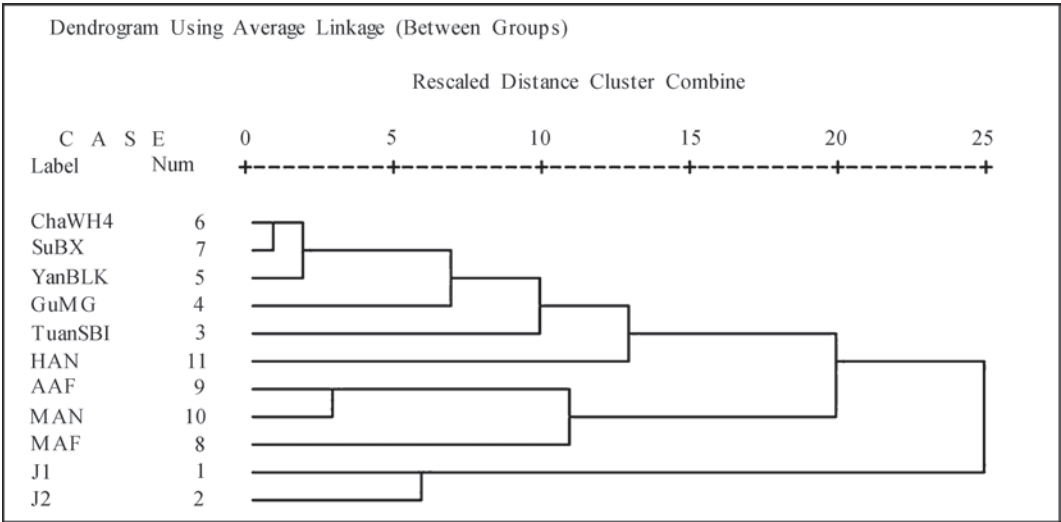 Dendrogram Using Average Linkage (Between Groups)
Rescaled Distance Cluster Combine
C A S E 0 5 10 15 20 25
Label Num
ChaWH4 6
SuBX 7
YanBLK 5
GuMG 4
TuanSBI 3
HAN 11
AAF 9
MAN 10
MAF 8
J1 1
J2 2